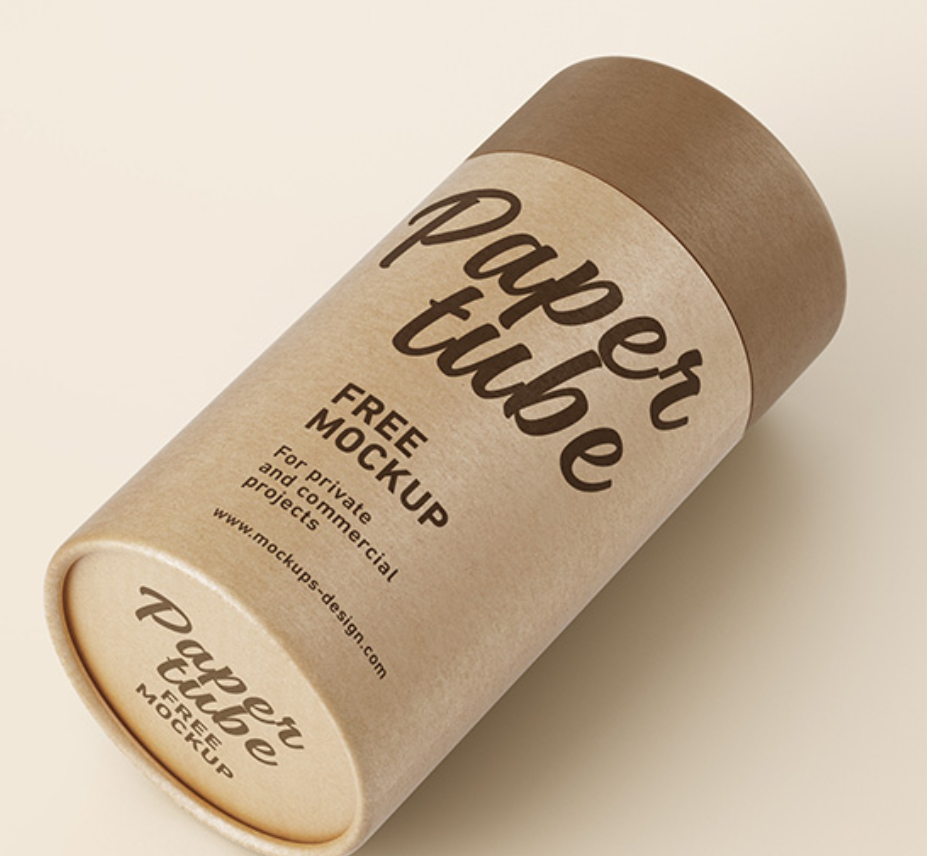 Paper
tube
FREE
MOCKUP
For private
and commercial
projects
www.mockups-design.com
Paper
tube
FREE
MOCKUP